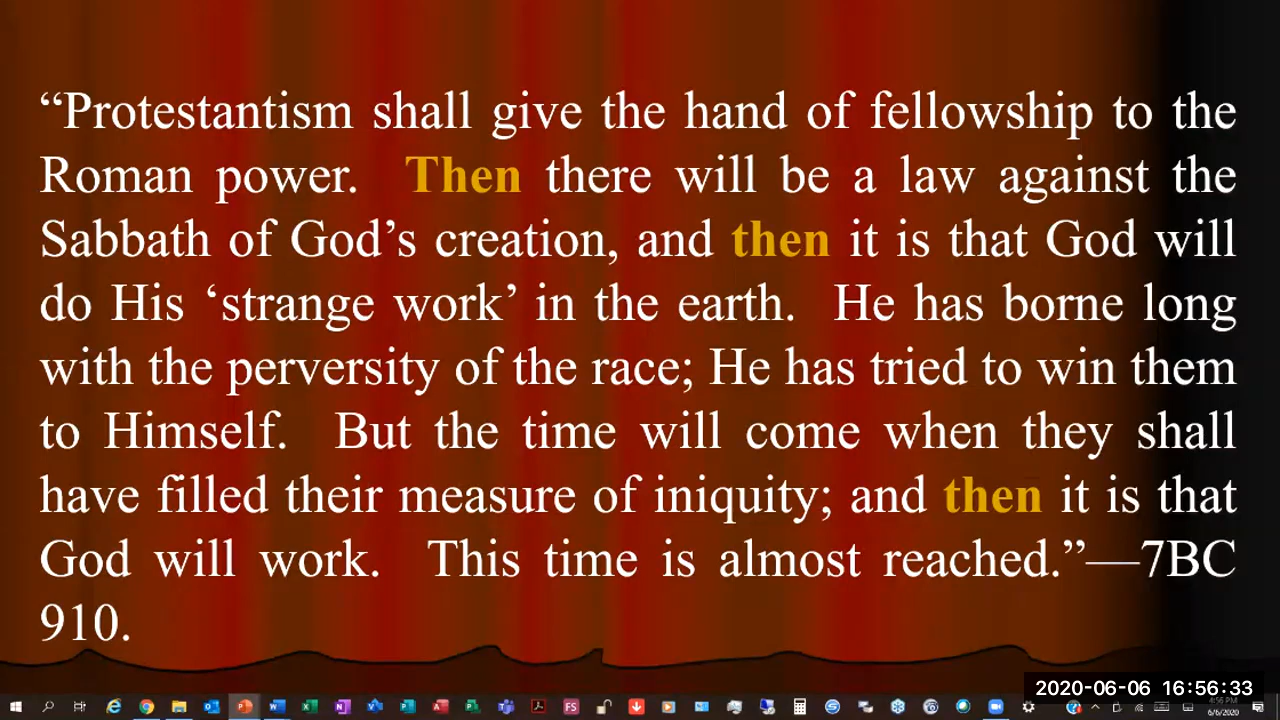 “Protestantism shall give the hand of fellowship to the
Roman power. Then there will be a law against the
Sabbath of God’s creation, and then it is that God will
do His ‘strange work’ in the earth. He has borne long
with the perversity of the race; He has tried to win them
to Himself. But the time will come when they shall
have filled their measure of iniquity; and then it is that
God will work. This time is almost reached.”—7BC
910.
2020-06-06 16:56:33
6/6/2020